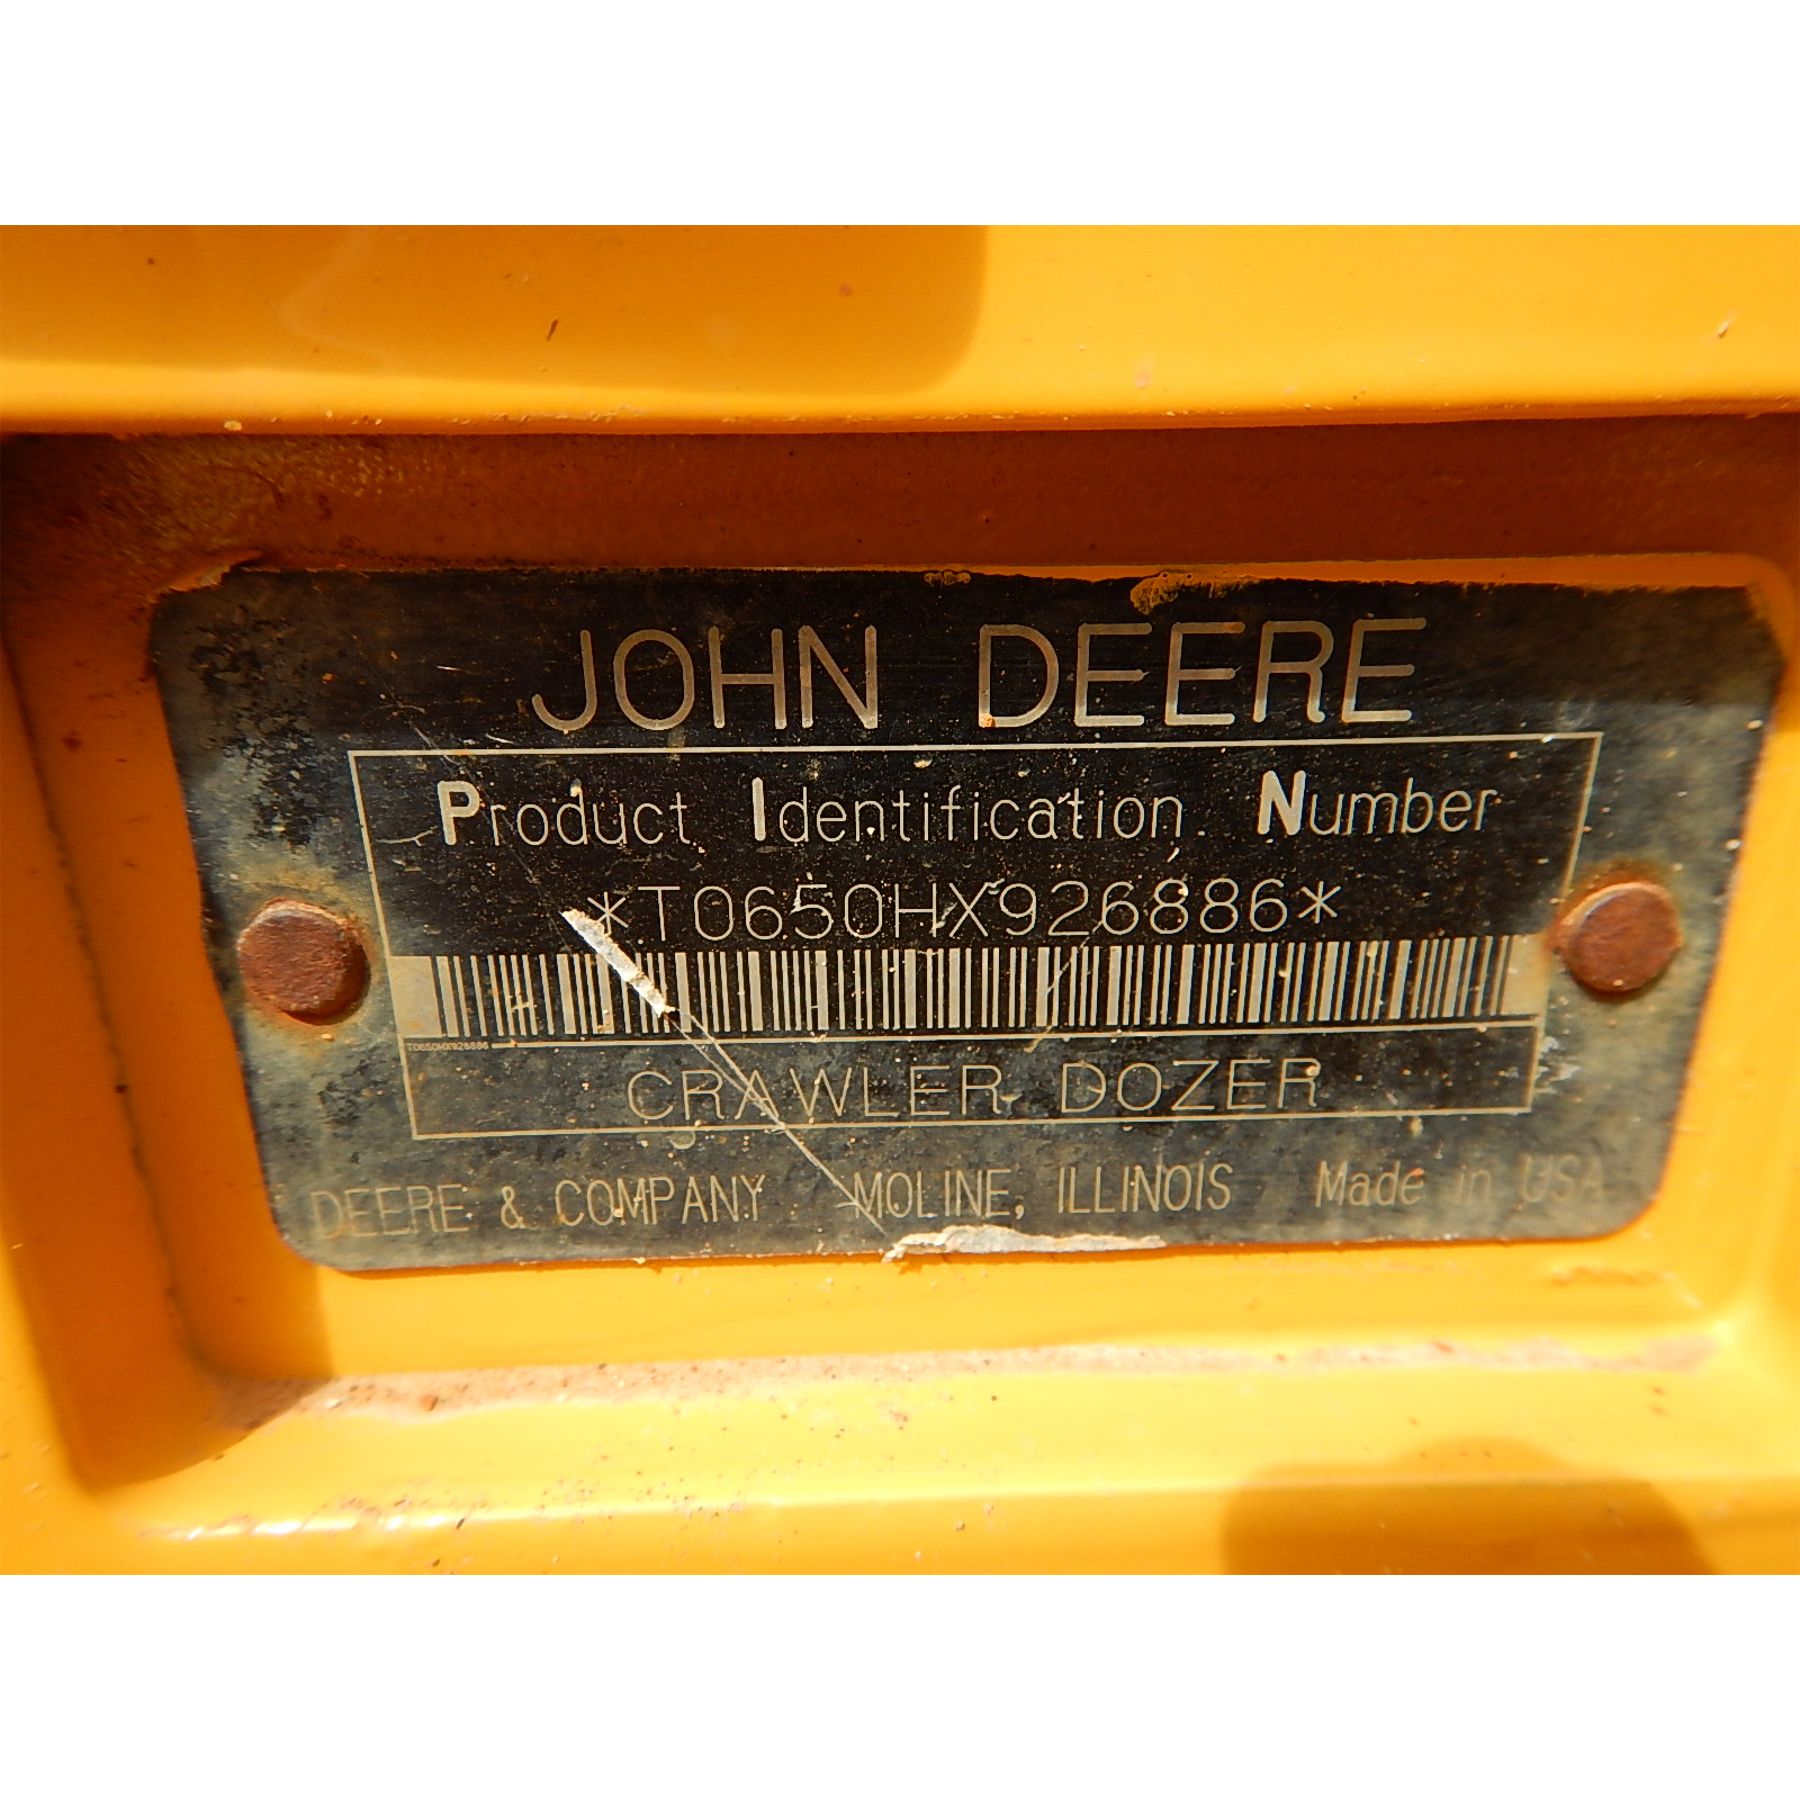 JOHN DEERE
Product Identification Number
*T0650HX926886*
T0650HX926886
CRAWLER DOZER
DEERE & COMPANY MOLINE, ILLINOIS Made in USA